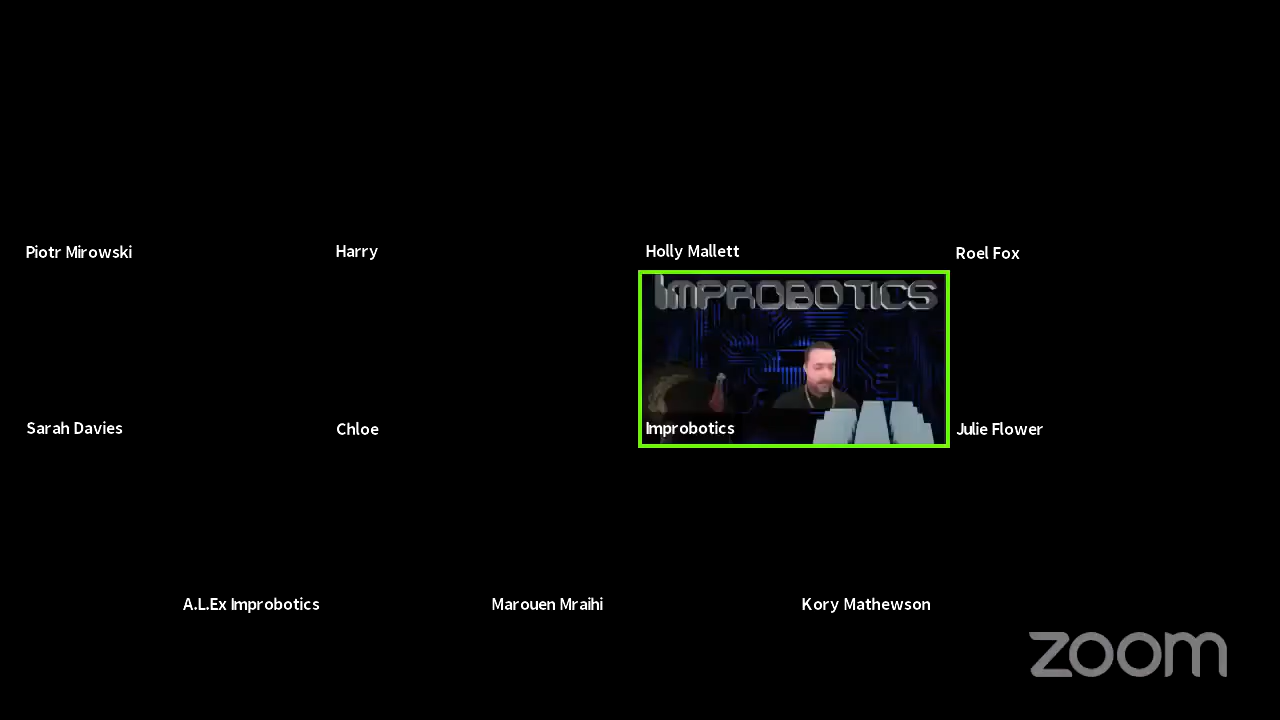 Piotr Mirowski
Harry
Holly Mallett
Roel Fox
IMPROBOTICS
Sarah Davies
Chloe
Improbotics
Julie Flower
A.L.Ex Improbotics
Marouen Mraihi
Kory Mathewson
zoom